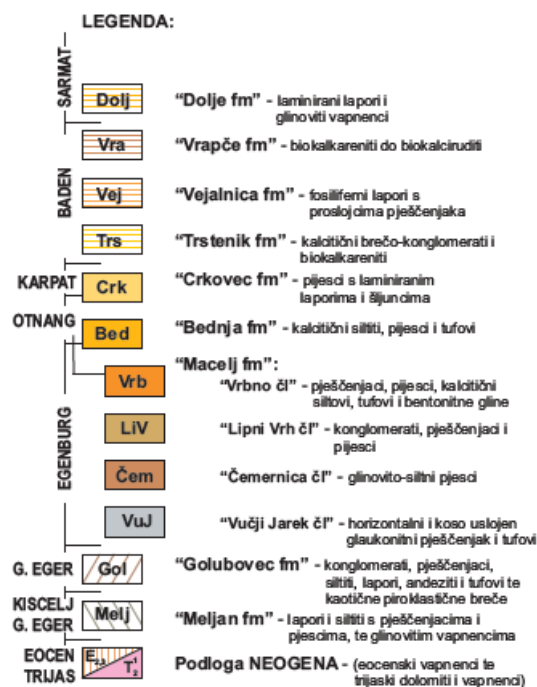 LEGENDA:
SARMAT
Dolj "Dolje fm" - laminirani lapori i
glinoviti vapnenci
Vra "Vrapče fm" - biokalkareniti do biokalciruditi
BADEN
Vej "Vejalnica fm" - fosiliferni lapori s
proslojcima pješčenjaka
Trs "Trstenik fm" - kalcitični brečo-konglomerati i
biokalkareniti
KARPAT Crk "Crkovec fm" - pijesci s laminiranim
laporima i šljuncima
OTNANG
Bed "Bednja fm" - kalcitični siltiti, pijesci i tufovi
"Macelj fm":
Vrb "Vrbno čl" - pješčenjaci, pijesci, kalcitični
siltovi, tufovi i bentonitne gline
EGENBURG
LiV "Lipni Vrh čl" - konglomerati, pješčenjaci i
pijesci
Čem "Čemernica čl" - glinovito-siltni pjesci
VuJ "Vučji Jarek čl" - horizontalni i koso uslojen
glaukonitni pješčenjak i tufovi
G. EGER Gol "Golubovec fm" - konglomerati, pješčenjaci,
siltiti, lapori, andeziti i tufovi te
kaotične piroklastične breče
KISCELJ
G. EGER Melj "Meljan fm" - lapori i siltiti s pješčenjacima i
pjescima, te glinovitim vapnencima
EOCEN
TRIJAS E2,3 T21 Podloga NEOGENA - (eocenski vapnenci te
trijaski dolomiti i vapnenci)